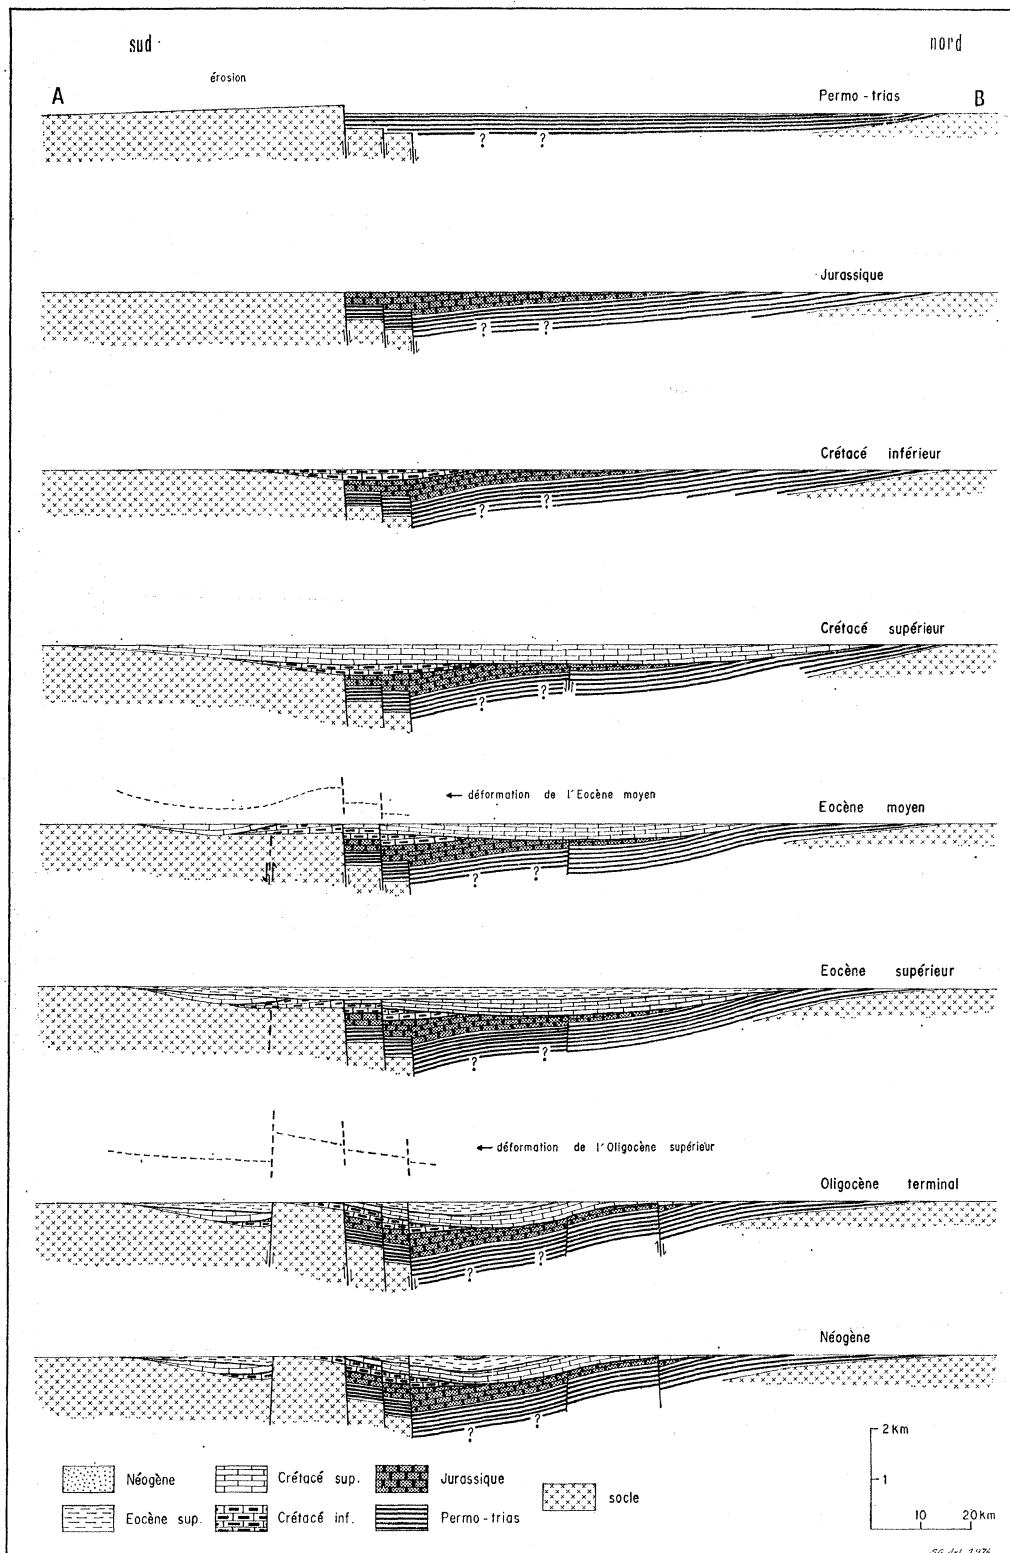 sud
nord
érosion
A
Permo - trias
B
? ?
Jurassique
? ?
Crétacé inférieur
? ?
Crétacé supérieur
? ?
← déformation de l'Eocène moyen
Eocène moyen
? ?
Eocène supérieur
? ?
← déformation de l'Oligocène supérieur
Oligocène terminal
? ?
Néogène
? ?
2 Km
1
10 20 Km
Néogène
Crétacé sup.
Jurassique
socle
Eocène sup.
Crétacé inf.
Permo - trias